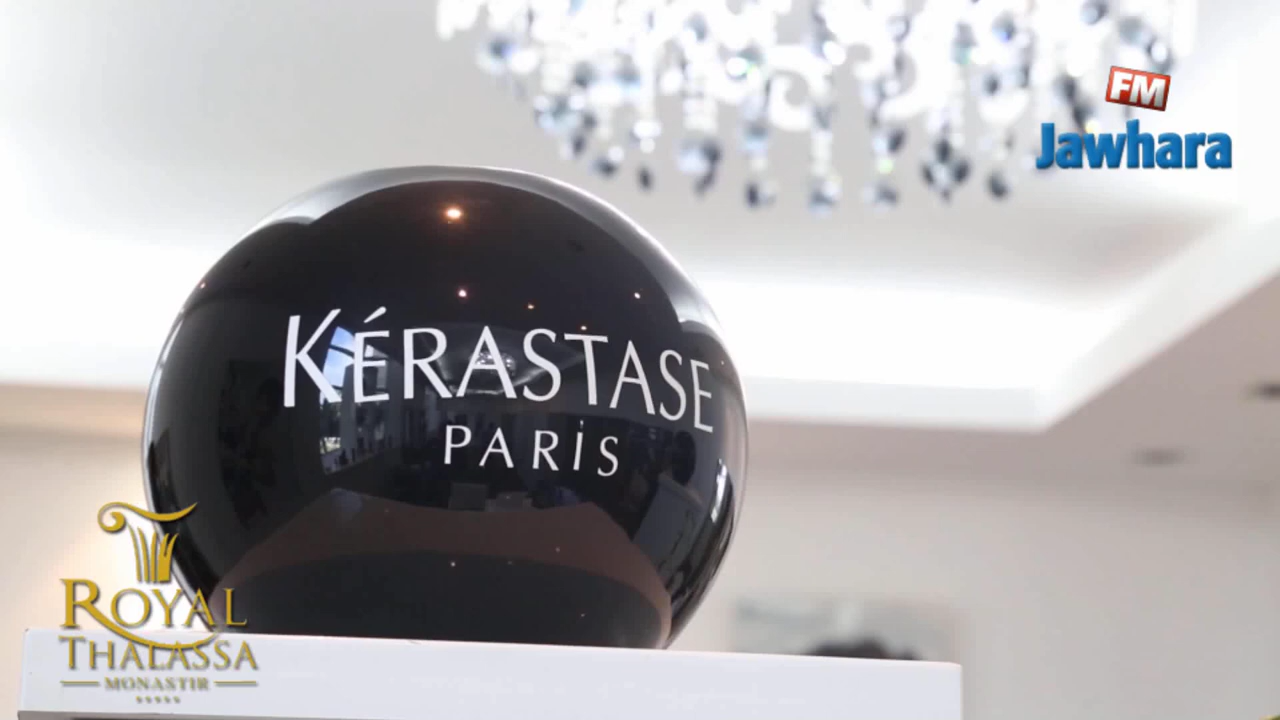 FM
Jawhara
KÉRASTASE
PARIS
ROYAL
THALASSA
MONASTIR